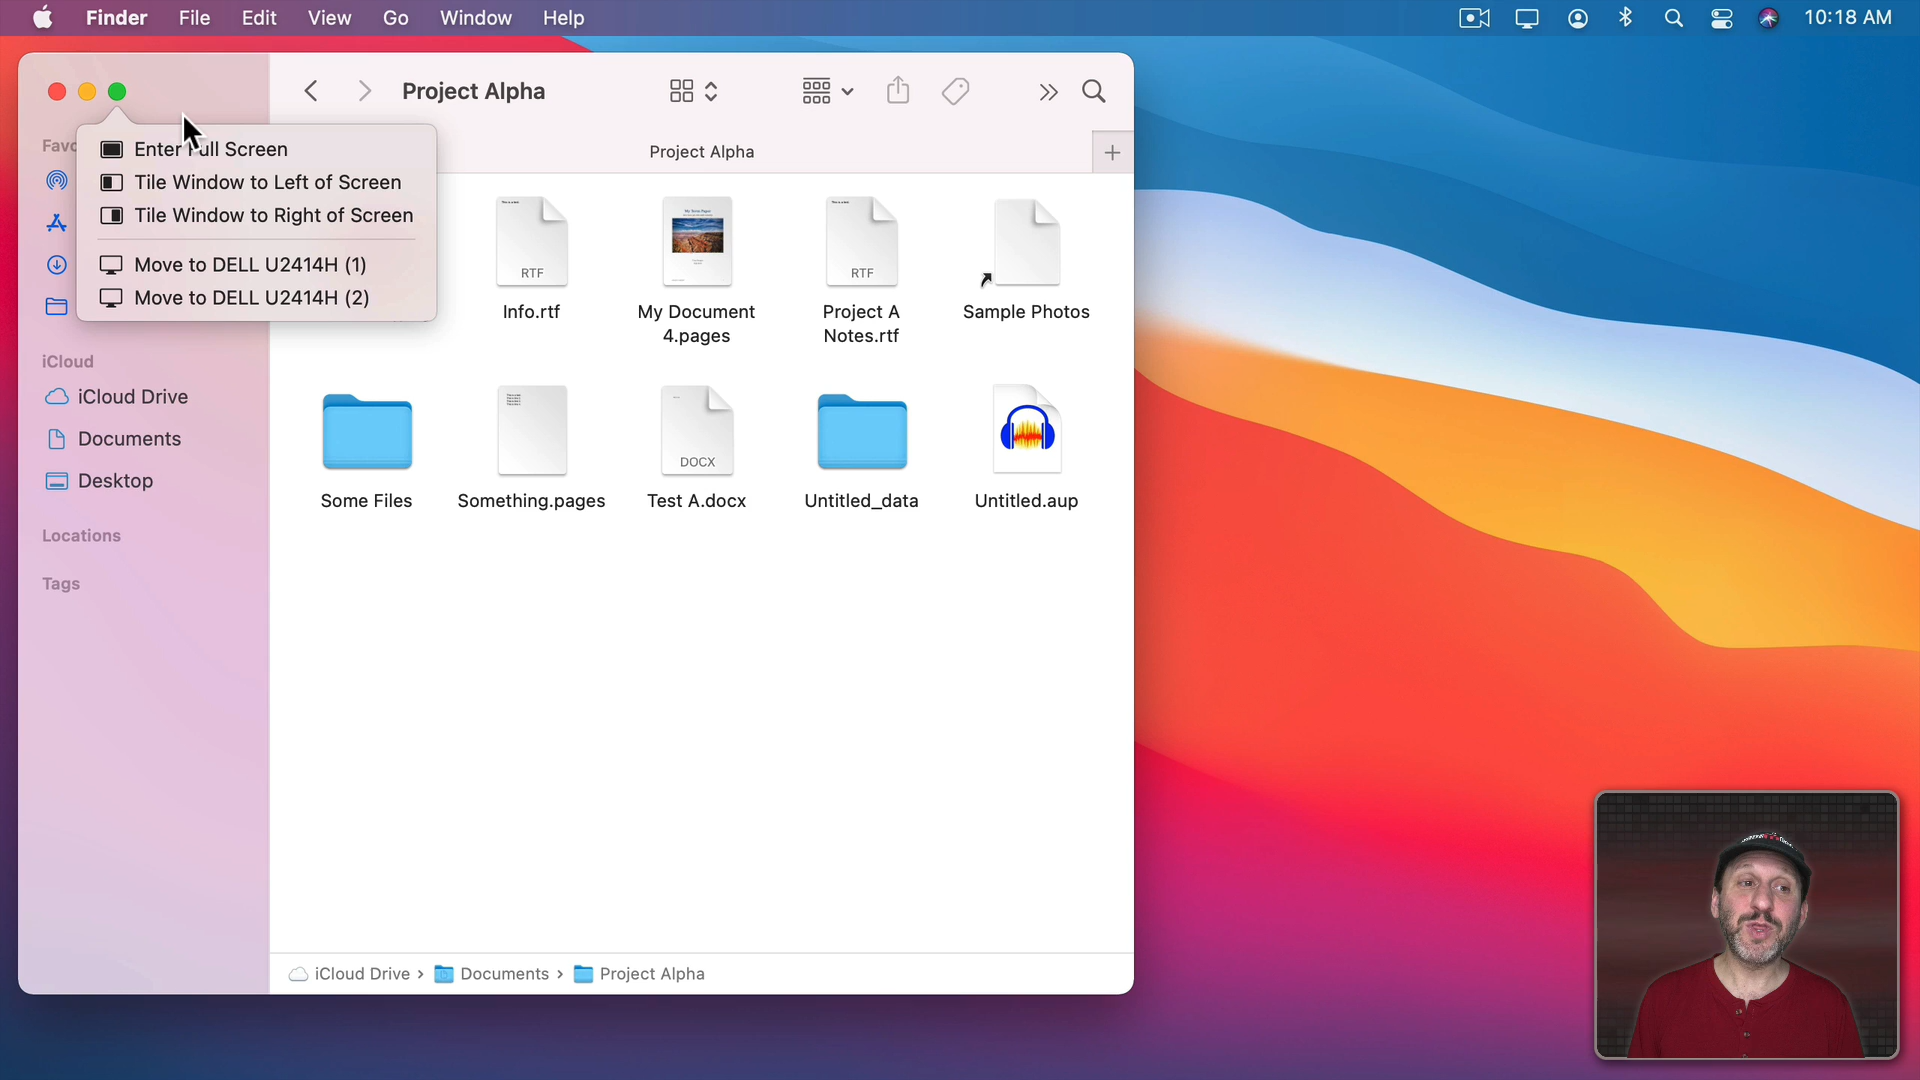 Finder File Edit View Go Window Help 10:18 AM
Project Alpha
Favo
Enter Full Screen
Project Alpha
Tile Window to Left of Screen
Tile Window to Right of Screen
Move to DELL U2414H (1)
Move to DELL U2414H (2)
RTF
RTF
Info.rtf
My Document
4.pages
Project A
Notes.rtf
Sample Photos
iCloud
iCloud Drive
Documents
Desktop
Locations
Tags
DOCX
Some Files
Something.pages
Test A.docx
Untitled_data
Untitled.aup
iCloud Drive › Documents › Project Alpha